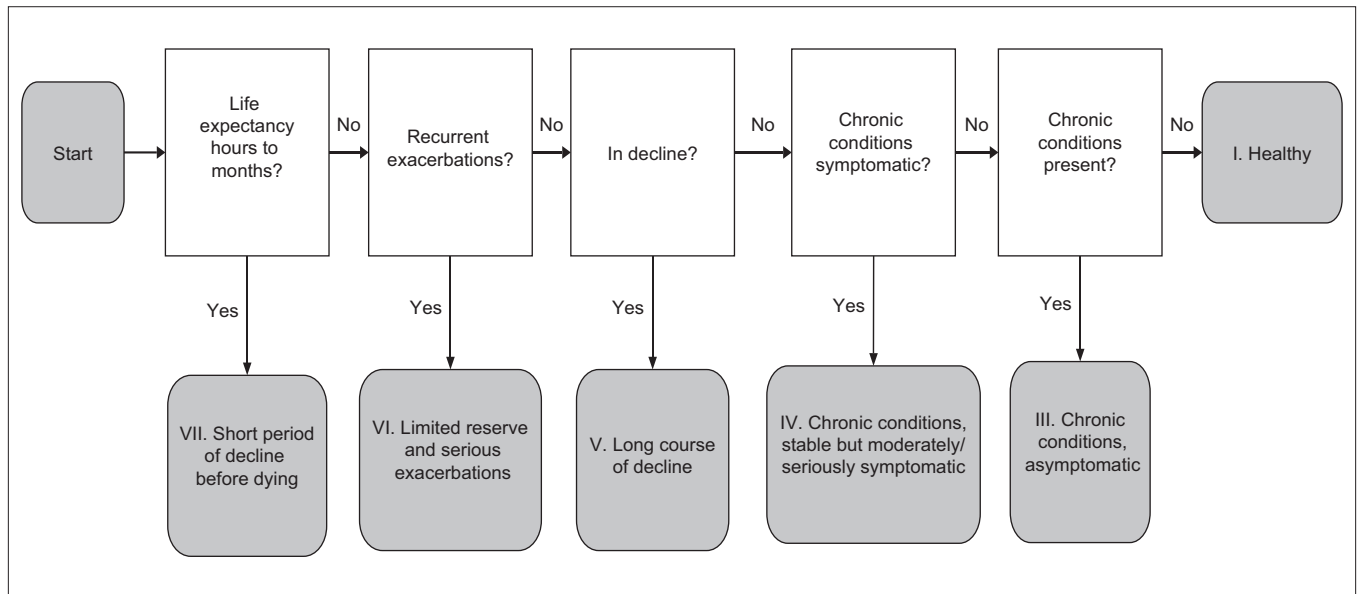 Start
Life
expectancy
hours to
months?
No
Recurrent
exacerbations?
No
In decline?
No
Chronic
conditions
symptomatic?
No
Chronic
conditions
present?
No
I. Healthy
Yes
Yes
Yes
Yes
Yes
VII. Short period
of decline
before dying
VI. Limited reserve
and serious
exacerbations
V. Long course
of decline
IV. Chronic conditions,
stable but moderately/
seriously symptomatic
III. Chronic
conditions,
asymptomatic